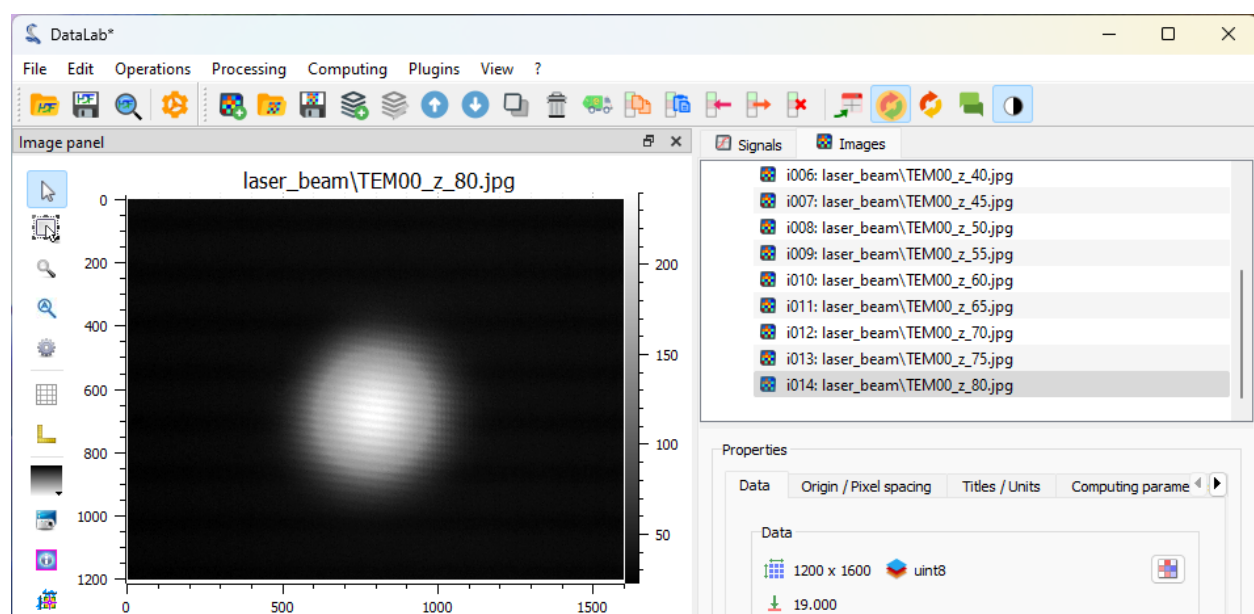 DataLab*
File Edit Operations Processing Computing Plugins View ?
Image panel
Signals
Images
laser_beam\TEM00_z_80.jpg
0
200
400
600
800
1000
1200
0 500 1000 1500
200
150
100
50
i006: laser_beam\TEM00_z_40.jpg
i007: laser_beam\TEM00_z_45.jpg
i008: laser_beam\TEM00_z_50.jpg
i009: laser_beam\TEM00_z_55.jpg
i010: laser_beam\TEM00_z_60.jpg
i011: laser_beam\TEM00_z_65.jpg
i012: laser_beam\TEM00_z_70.jpg
i013: laser_beam\TEM00_z_75.jpg
i014: laser_beam\TEM00_z_80.jpg
Properties
Data Origin / Pixel spacing Titles / Units Computing parame
Data
1200 x 1600 uint8
19.000